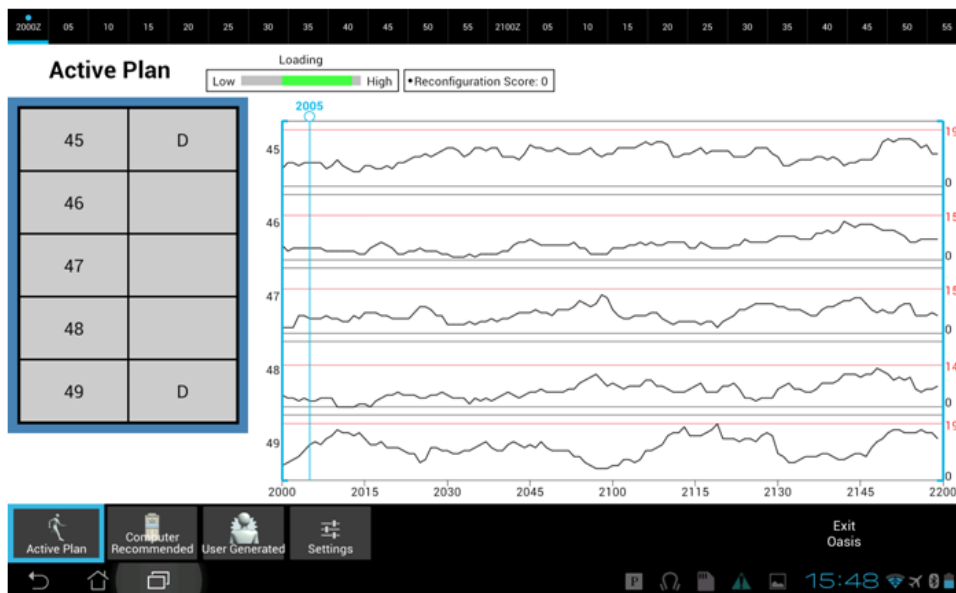 2000Z 05 10 15 20 25 30 35 40 45 50 55 2100Z 05 10 15 20 25 30 35 40 45 50 55
Active Plan
Loading
Low High •Reconfiguration Score: 0
2005
45 D
46
47
48
49 D
45 19 0
46 15 0
47 15 0
48 14 0
49 19 0
2000 2015 2030 2045 2100 2115 2130 2145 2200
Active Plan
Computer
Recommended
User Generated
Settings
Exit
Oasis
P 15:48